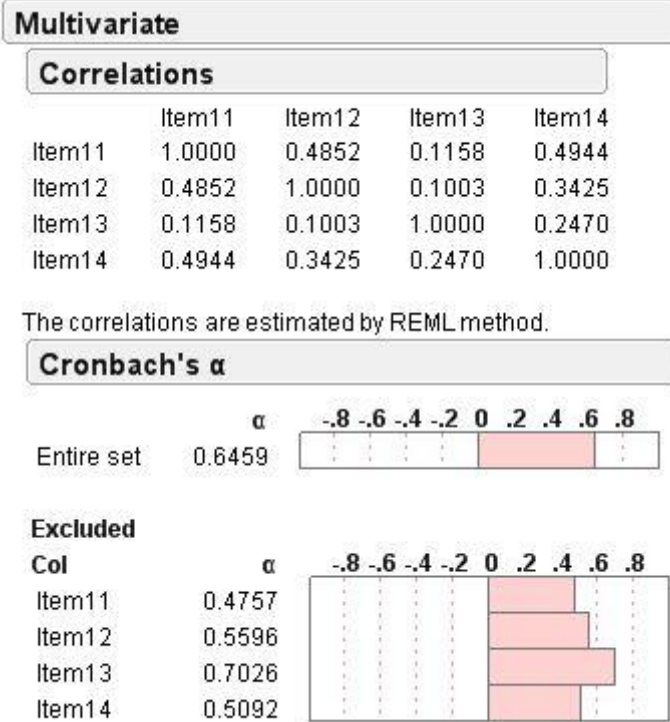 Multivariate
Correlations
Item11 Item12 Item13 Item14
Item11 1.0000 0.4852 0.1158 0.4944
Item12 0.4852 1.0000 0.1003 0.3425
Item13 0.1158 0.1003 1.0000 0.2470
Item14 0.4944 0.3425 0.2470 1.0000
The correlations are estimated by REML method.
Cronbach's α
α -.8 -.6 -.4 -.2 0 .2 .4 .6 .8
Entire set 0.6459
Excluded
Col α -.8 -.6 -.4 -.2 0 .2 .4 .6 .8
Item11 0.4757
Item12 0.5596
Item13 0.7026
Item14 0.5092